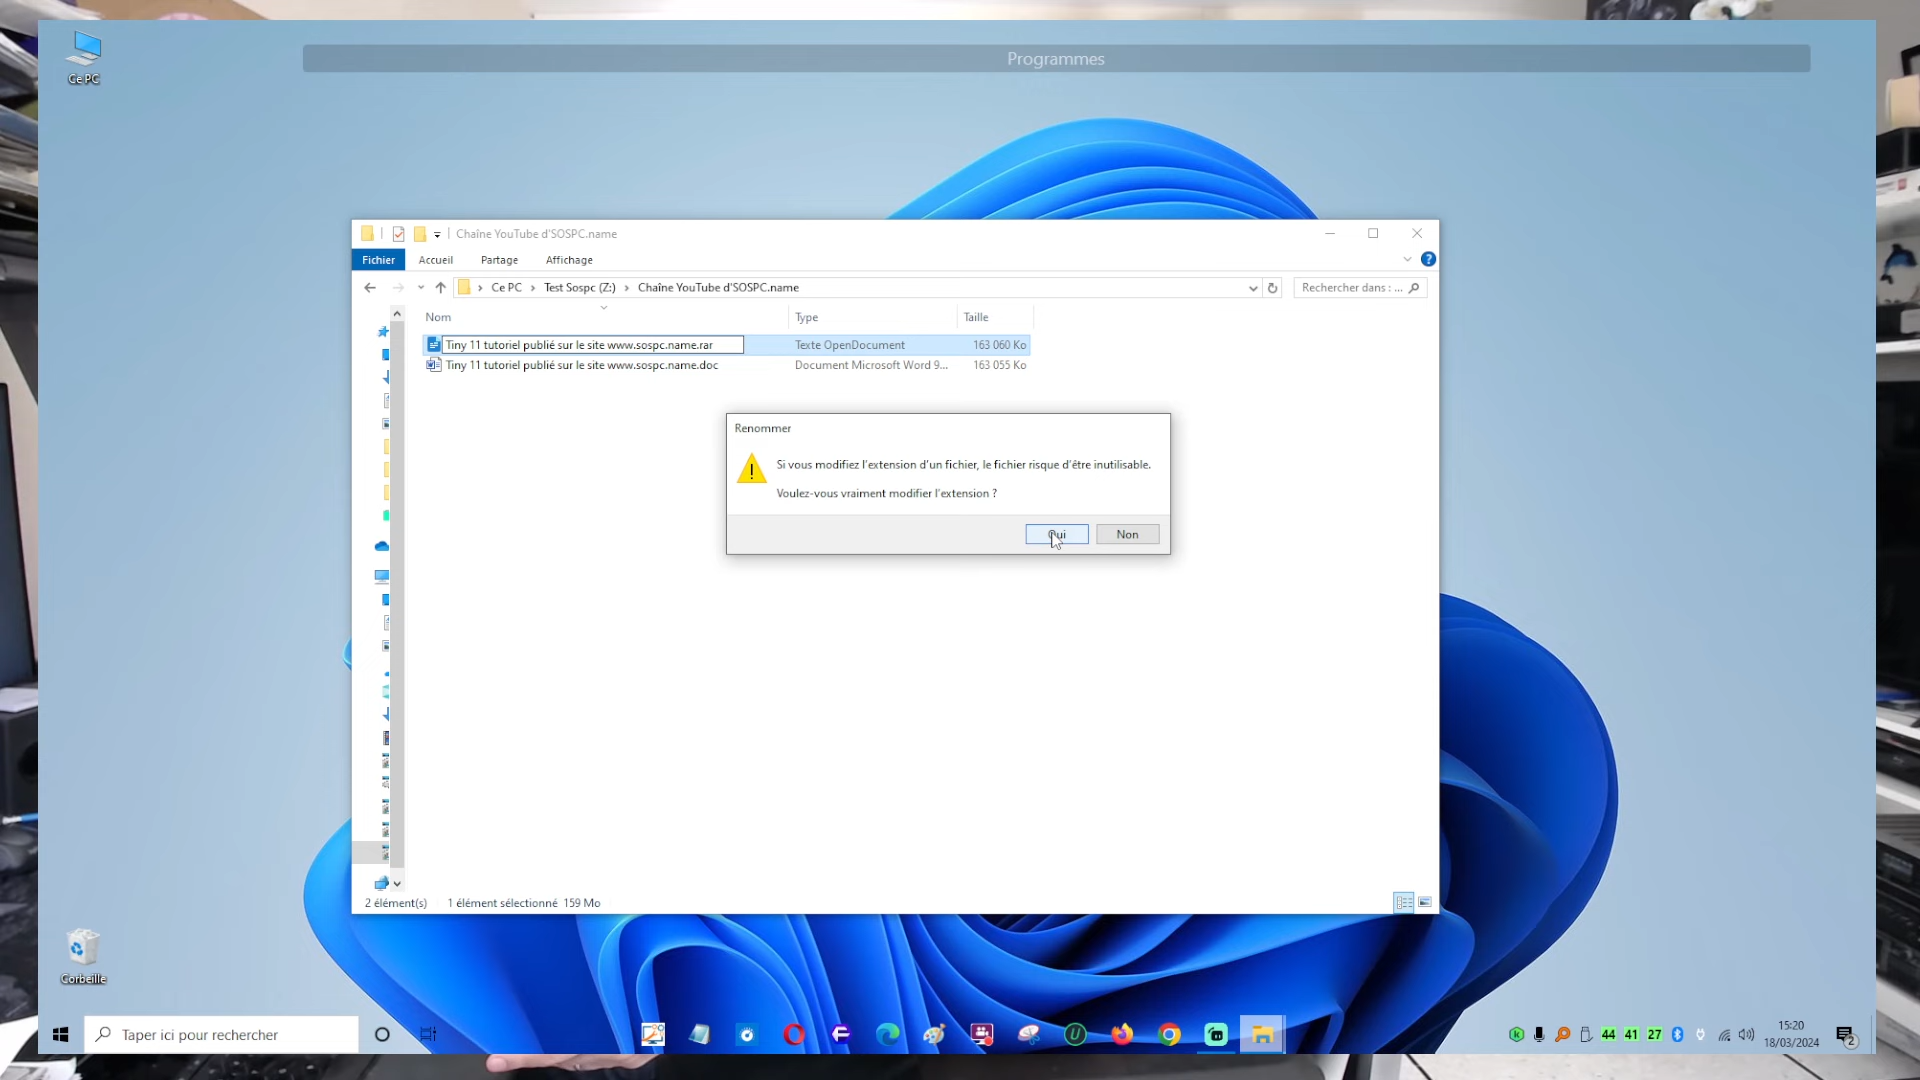 Ce PC
Programmes
Chaîne YouTube d'SOSPC.name
Fichier
Accueil
Partage
Affichage
?
Ce PC > Test Sospc (Z:) > Chaîne YouTube d'SOSPC.name
Rechercher dans : ...
Nom
Type
Taille
Tiny 11 tutoriel publié sur le site www.sospc.name.rar
Texte OpenDocument
163 060 Ko
Tiny 11 tutoriel publié sur le site www.sospc.name.doc
Document Microsoft Word 9...
163 055 Ko
Renommer
Si vous modifiez l'extension d'un fichier, le fichier risque d'être inutilisable.
Voulez-vous vraiment modifier l'extension ?
Oui
Non
2 élément(s)
1 élément sélectionné 159 Mo
Corbeille
Taper ici pour rechercher
44
41
27
15:20
18/03/2024
2